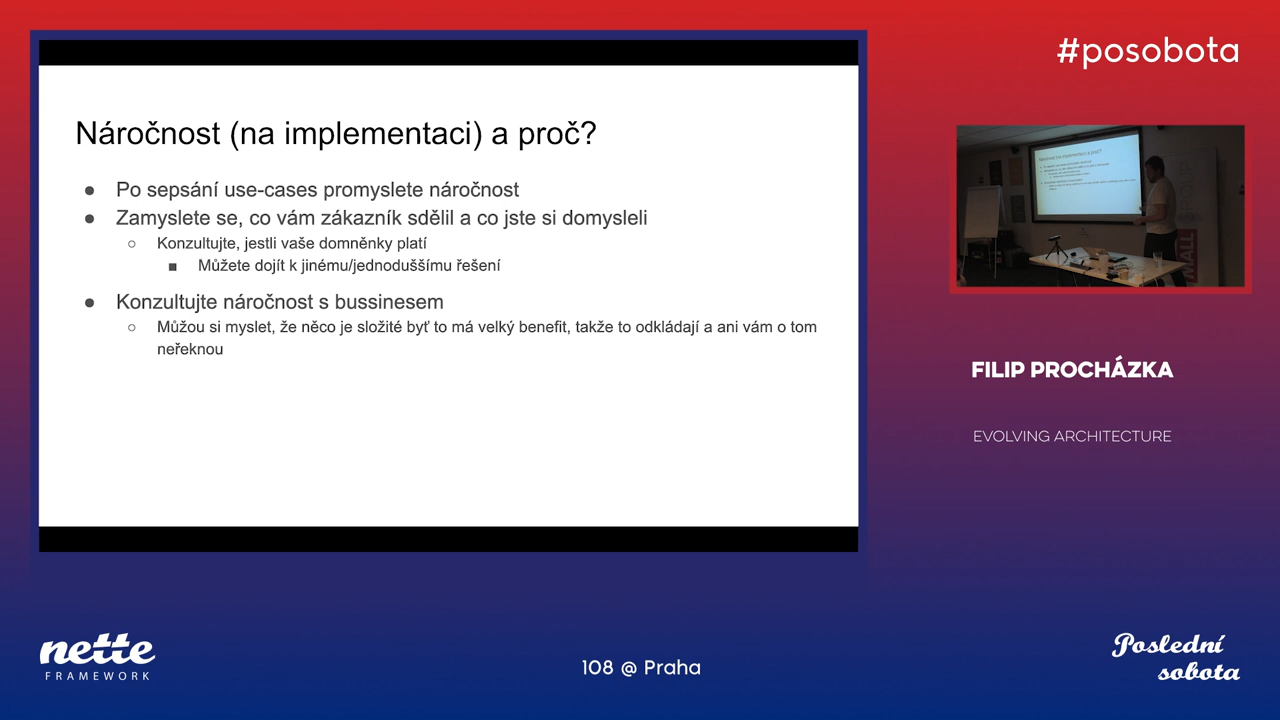 #posobota
Náročnost (na implementaci) a proč?
● Po sepsání use-cases promyslete náročnost
● Zamyslete se, co vám zákazník sdělil a co jste si domysleli
○ Konzultujte, jestli vaše domněnky platí
■ Můžete dojít k jinému/jednoduššímu řešení
● Konzultujte náročnost s bussinesem
○ Můžou si myslet, že něco je složité byť to má velký benefit, takže to odkládají a ani vám o tom
neřeknou
FILIP PROCHÁZKA
EVOLVING ARCHITECTURE
nette
FRAMEWORK
108 @ Praha
Poslední
sobota